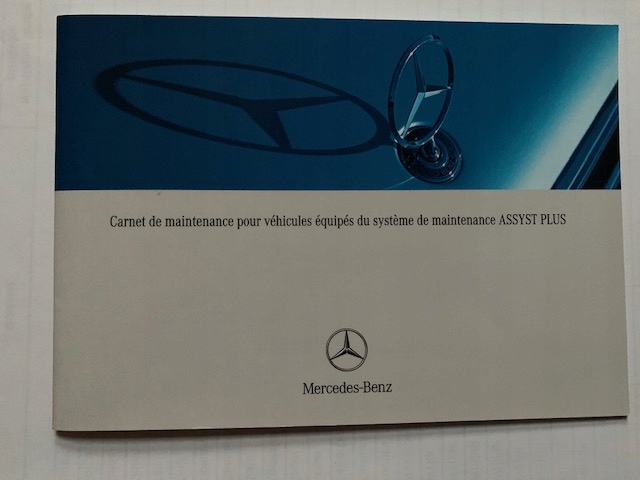 Carnet de maintenance pour véhicules équipés du système de maintenance ASSYST PLUS
Mercedes-Benz